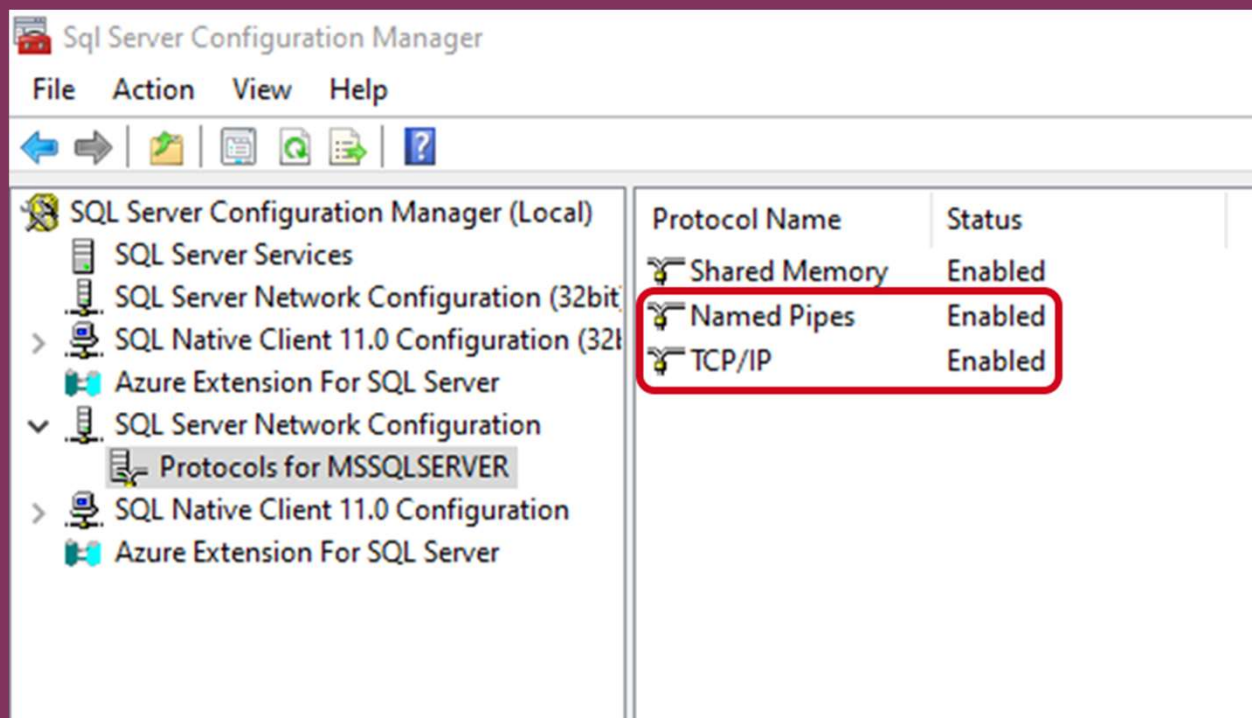 Sql Server Configuration Manager
File Action View Help
SQL Server Configuration Manager (Local)
SQL Server Services
SQL Server Network Configuration (32bit
SQL Native Client 11.0 Configuration (32
Azure Extension For SQL Server
SQL Server Network Configuration
Protocols for MSSQLSERVER
SQL Native Client 11.0 Configuration
Azure Extension For SQL Server
Protocol Name Status
Shared Memory Enabled
Named Pipes Enabled
TCP/IP Enabled